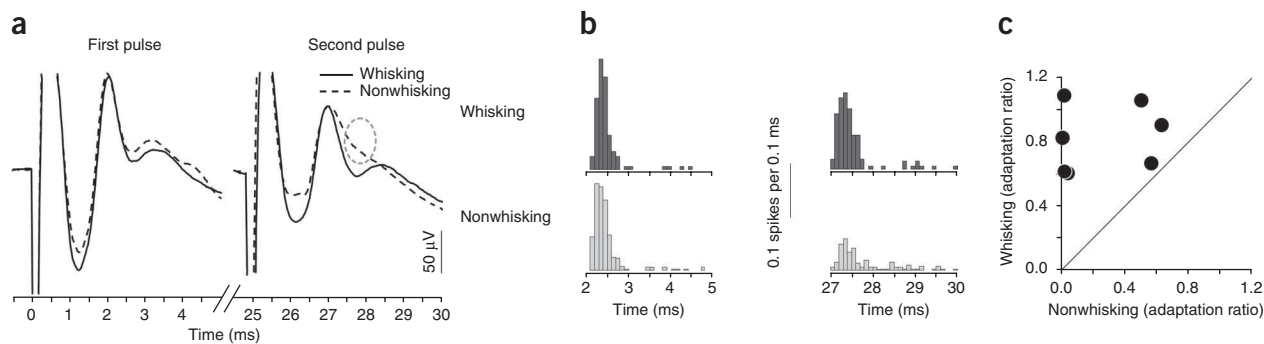 a
First pulse
Second pulse
Whisking
Nonwhisking
50 µV
0 1 2 3 4 25 26 27 28 29 30
Time (ms)
b
Whisking
Nonwhisking
0.1 spikes per 0.1 ms
2 3 4 5
Time (ms)
27 28 29 30
Time (ms)
c
Whisking (adaptation ratio)
1.2
0.8
0.4
0.0
0.0 0.4 0.8 1.2
Nonwhisking (adaptation ratio)